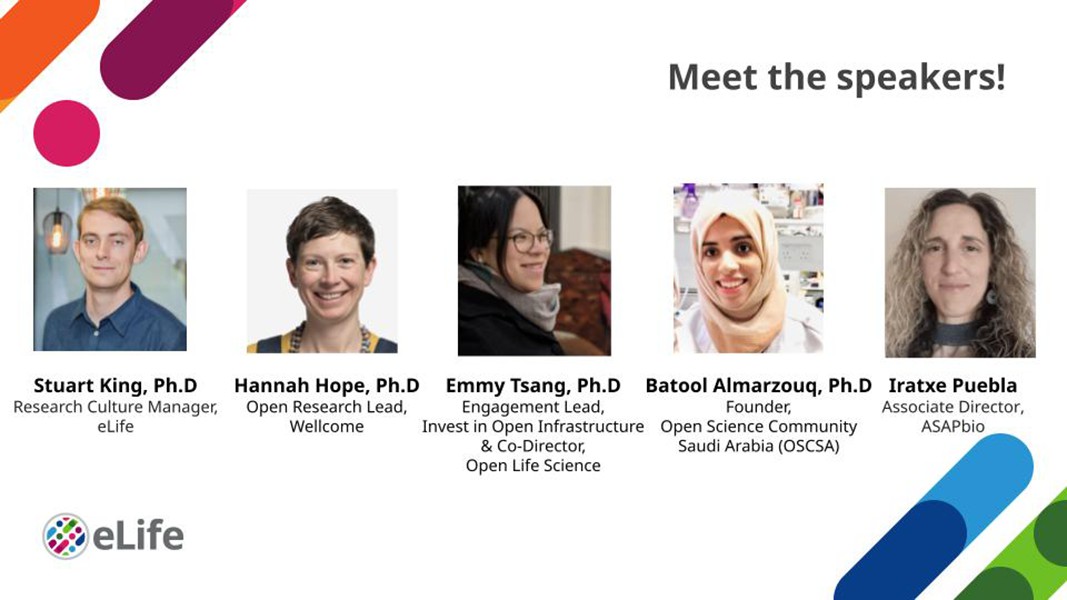 Meet the speakers!
Stuart King, Ph.D
Research Culture Manager,
eLife
Hannah Hope, Ph.D
Open Research Lead,
Wellcome
Emmy Tsang, Ph.D
Engagement Lead,
Invest in Open Infrastructure
& Co-Director,
Open Life Science
Batool Almarzouq, Ph.D
Founder,
Open Science Community
Saudi Arabia (OSCSA)
Iratxe Puebla
Associate Director,
ASAPbio
eLife